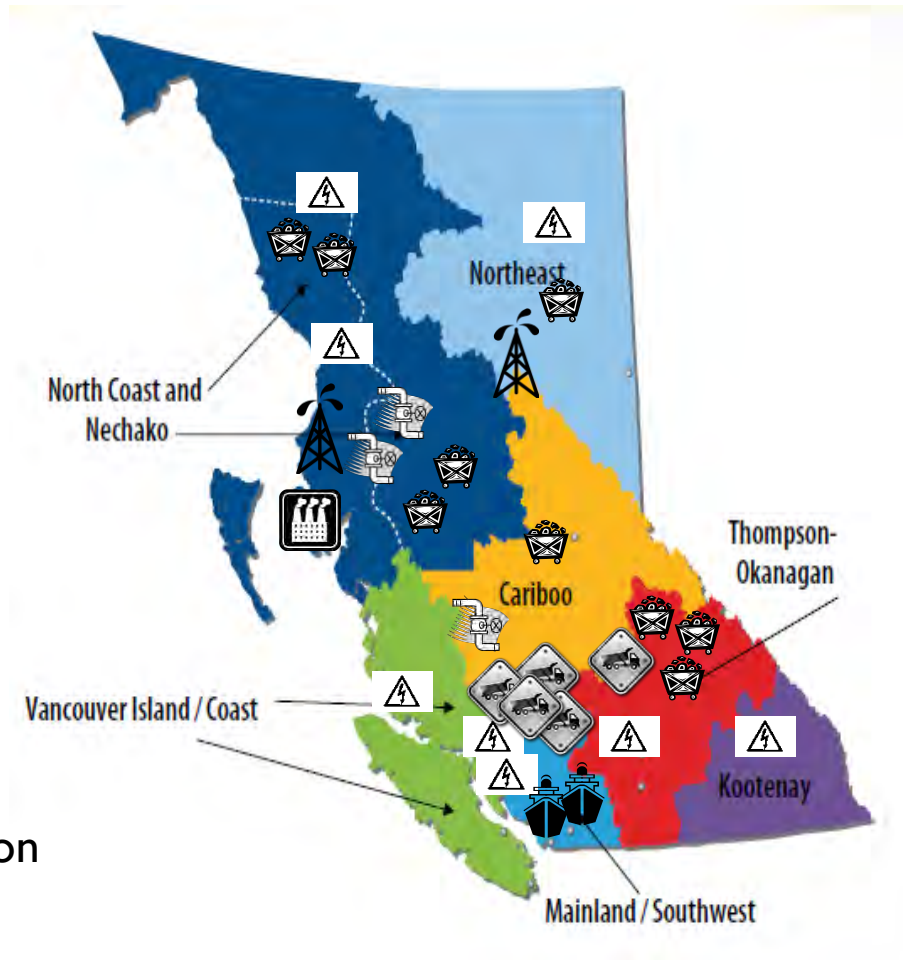 Northeast
North Coast and
Nechako
Thompson-
Okanagan
Cariboo
Vancouver Island / Coast
Kootenay
on
Mainland / Southwest